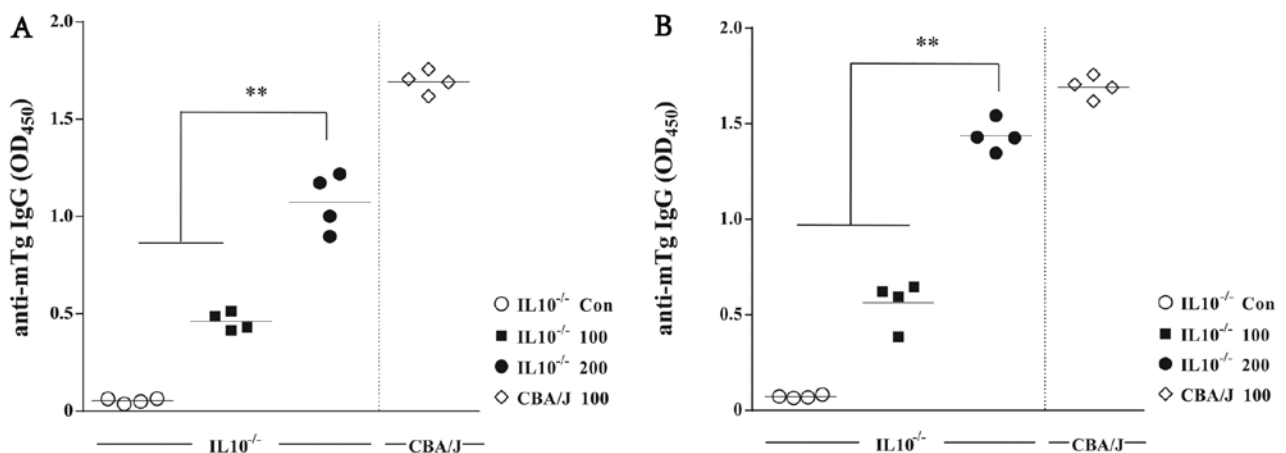 A
anti-mTg IgG (OD450)
2.0
1.5
1.0
0.5
0
**
IL10-/- Con
IL10-/- 100
IL10-/- 200
CBA/J 100
IL10-/-
CBA/J
B
anti-mTg IgG (OD450)
2.0
1.5
1.0
0.5
0
**
IL10-/- Con
IL10-/- 100
IL10-/- 200
CBA/J 100
IL10-/-
CBA/J